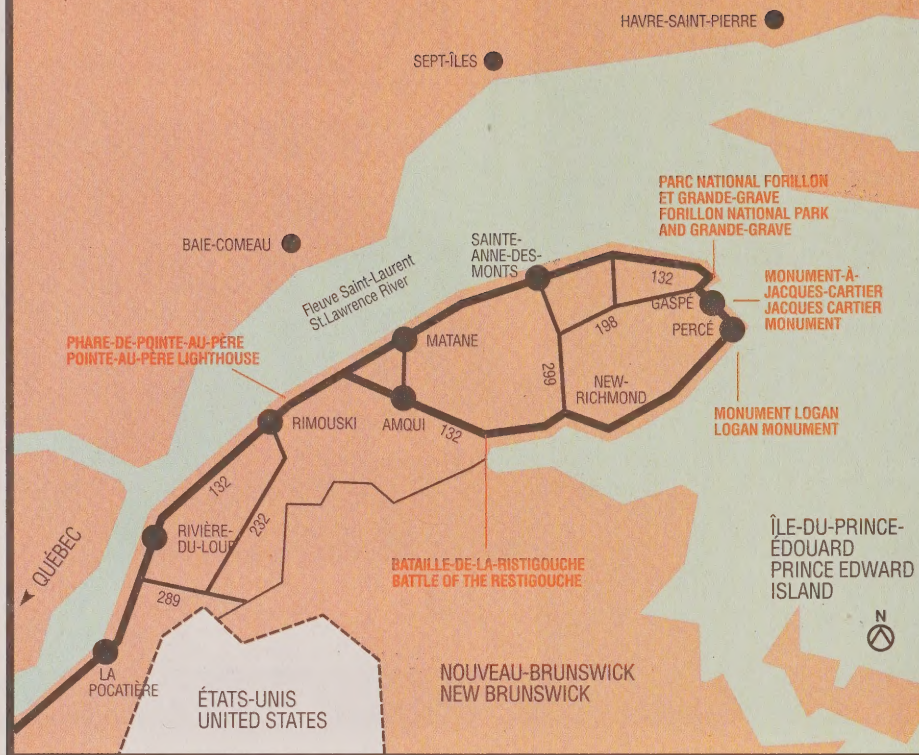 HAVRE-SAINT-PIERRE
SEPT-ÎLES
PARC NATIONAL FORILLON
ET GRANDE-GRAVE
FORILLON NATIONAL PARK
AND GRANDE-GRAVE
BAIE-COMEAU
SAINTE-
ANNE-DES-
MONTS
Fleuve Saint-Laurent
St.Lawrence River
132
GASPÉ
MONUMENT-À-
JACQUES-CARTIER
JACQUES CARTIER
MONUMENT
198
PERCÉ
PHARE-DE-POINTE-AU-PÈRE
POINTE-AU-PÈRE LIGHTHOUSE
MATANE
299
NEW-
RICHMOND
MONUMENT LOGAN
LOGAN MONUMENT
RIMOUSKI
AMQUI
132
132
232
RIVIÈRE-
DU-LOUP
QUÉBEC
BATAILLE-DE-LA-RISTIGOUCHE
BATTLE OF THE RESTIGOUCHE
ÎLE-DU-PRINCE-
ÉDOUARD
PRINCE EDWARD
ISLAND
N
289
LA
POCATIÈRE
ÉTATS-UNIS
UNITED STATES
NOUVEAU-BRUNSWICK
NEW BRUNSWICK